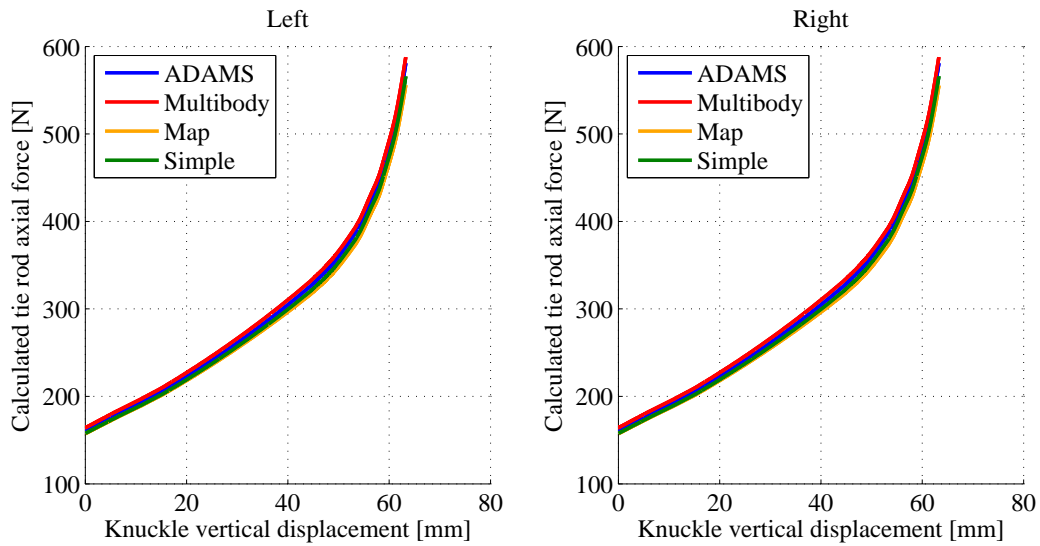 Left
Calculated tie rod axial force [N]
600
500
400
300
200
100
ADAMS
Multibody
Map
Simple
0
20
40
60
80
Knuckle vertical displacement [mm]
Right
Calculated tie rod axial force [N]
600
500
400
300
200
100
ADAMS
Multibody
Map
Simple
0
20
40
60
80
Knuckle vertical displacement [mm]